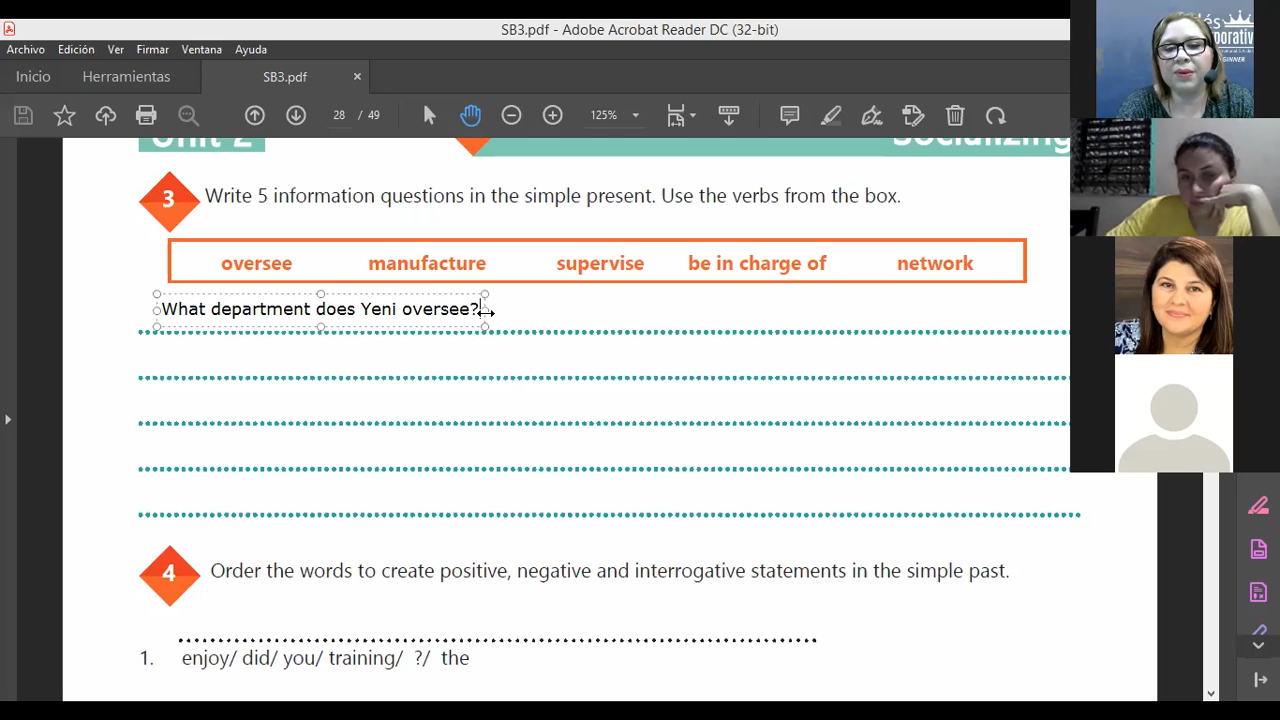 SB3.pdf - Adobe Acrobat Reader DC (32-bit)
Archivo Edición Ver Firmar Ventana Ayuda
Inicio Herramientas SB3.pdf ×
28 / 49 125%
Unit 2 Socializing
3 Write 5 information questions in the simple present. Use the verbs from the box.
oversee manufacture supervise be in charge of network
What department does Yeni oversee?
4 Order the words to create positive, negative and interrogative statements in the simple past.
1. enjoy/ did/ you/ training/ ?/ the